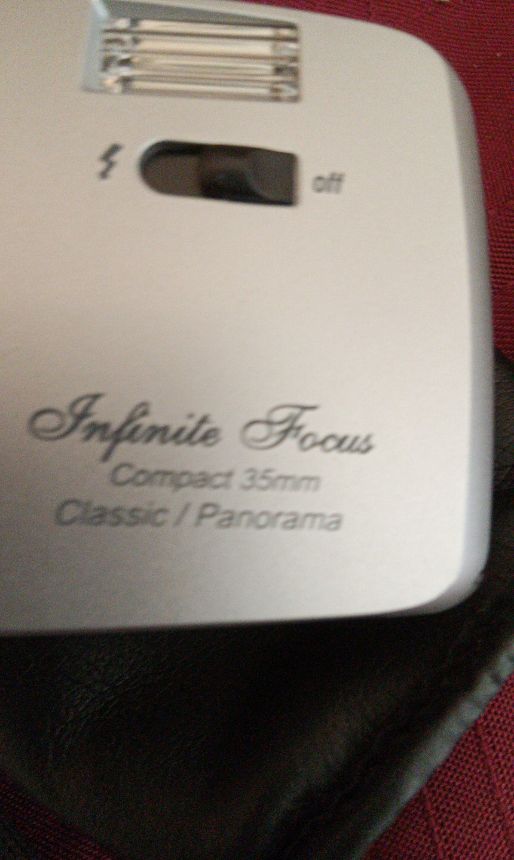 off
Infinite Focus
Compact 35mm
Classic / Panorama